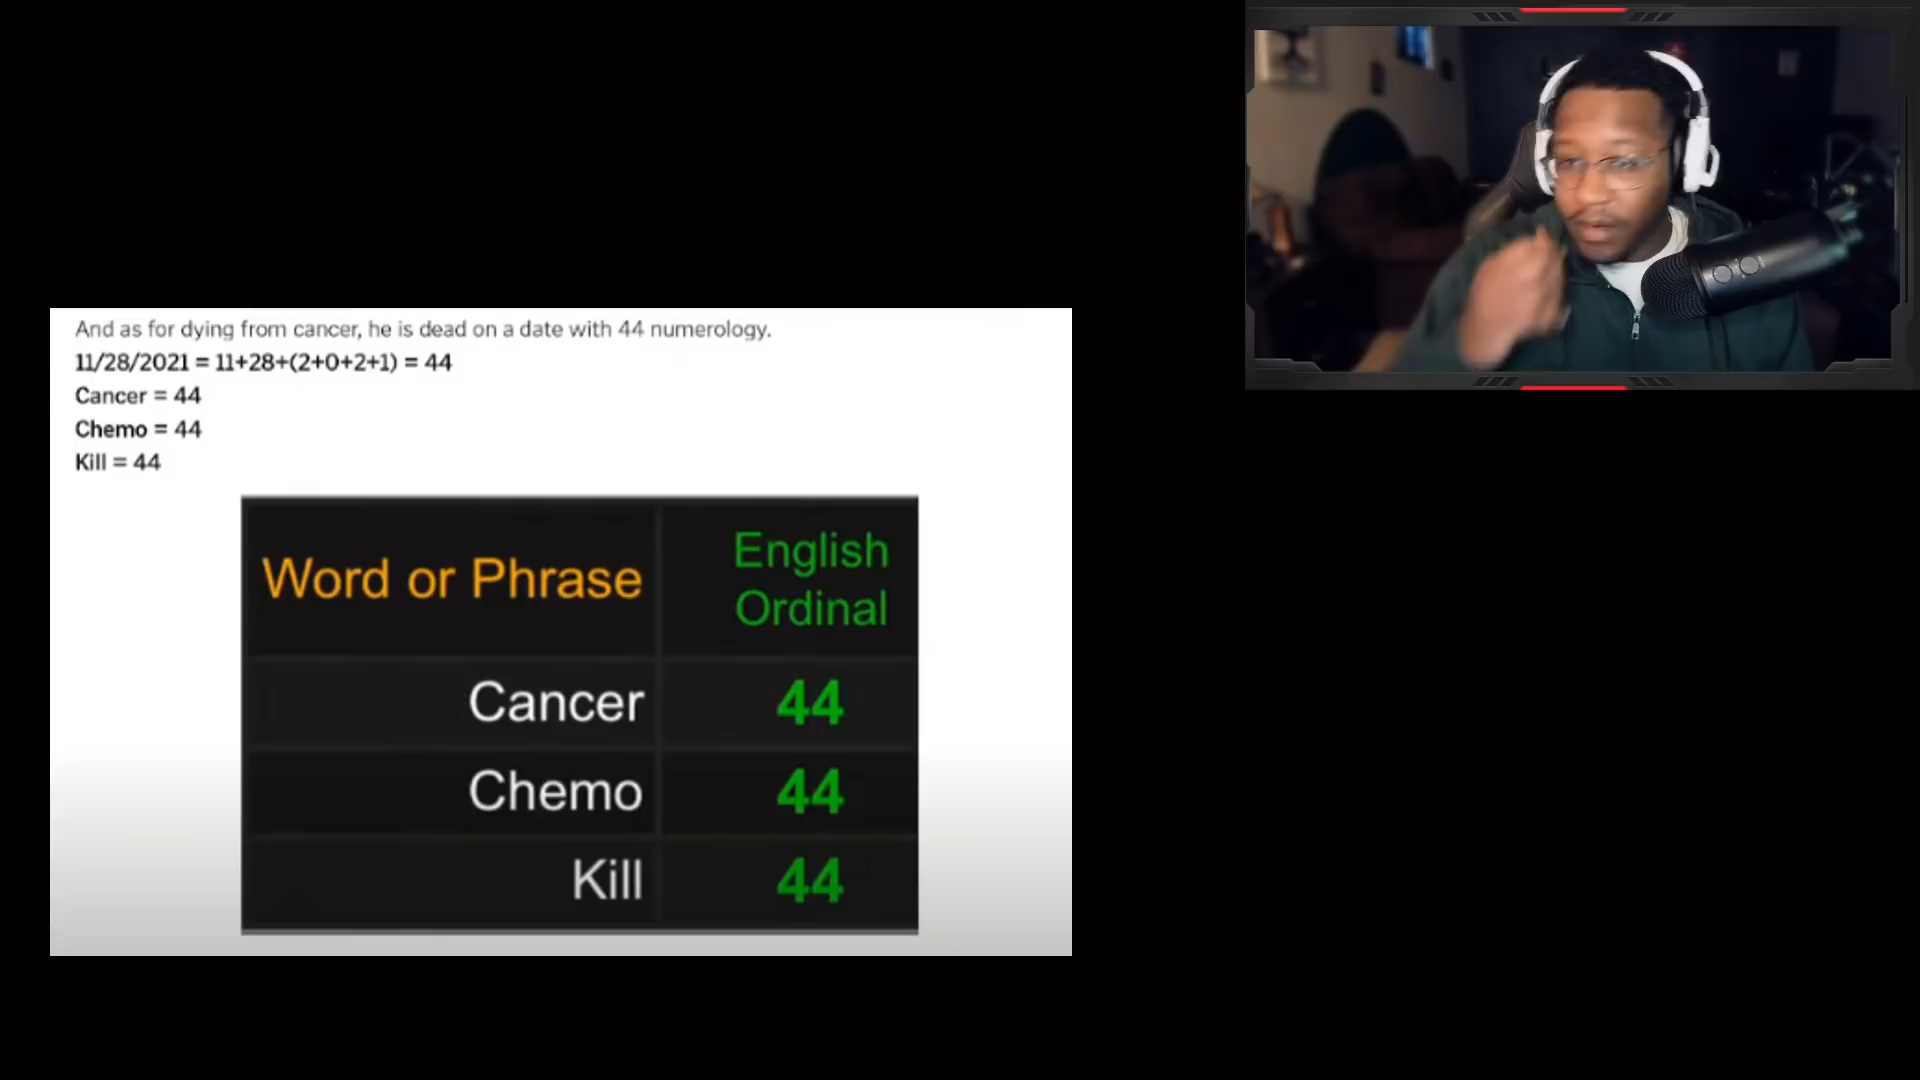 And as for dying from cancer, he is dead on a date with 44 numerology.
11/28/2021 = 11+28+(2+0+2+1) = 44
Cancer = 44
Chemo = 44
Kill = 44
Word or Phrase English Ordinal
Cancer 44
Chemo 44
Kill 44